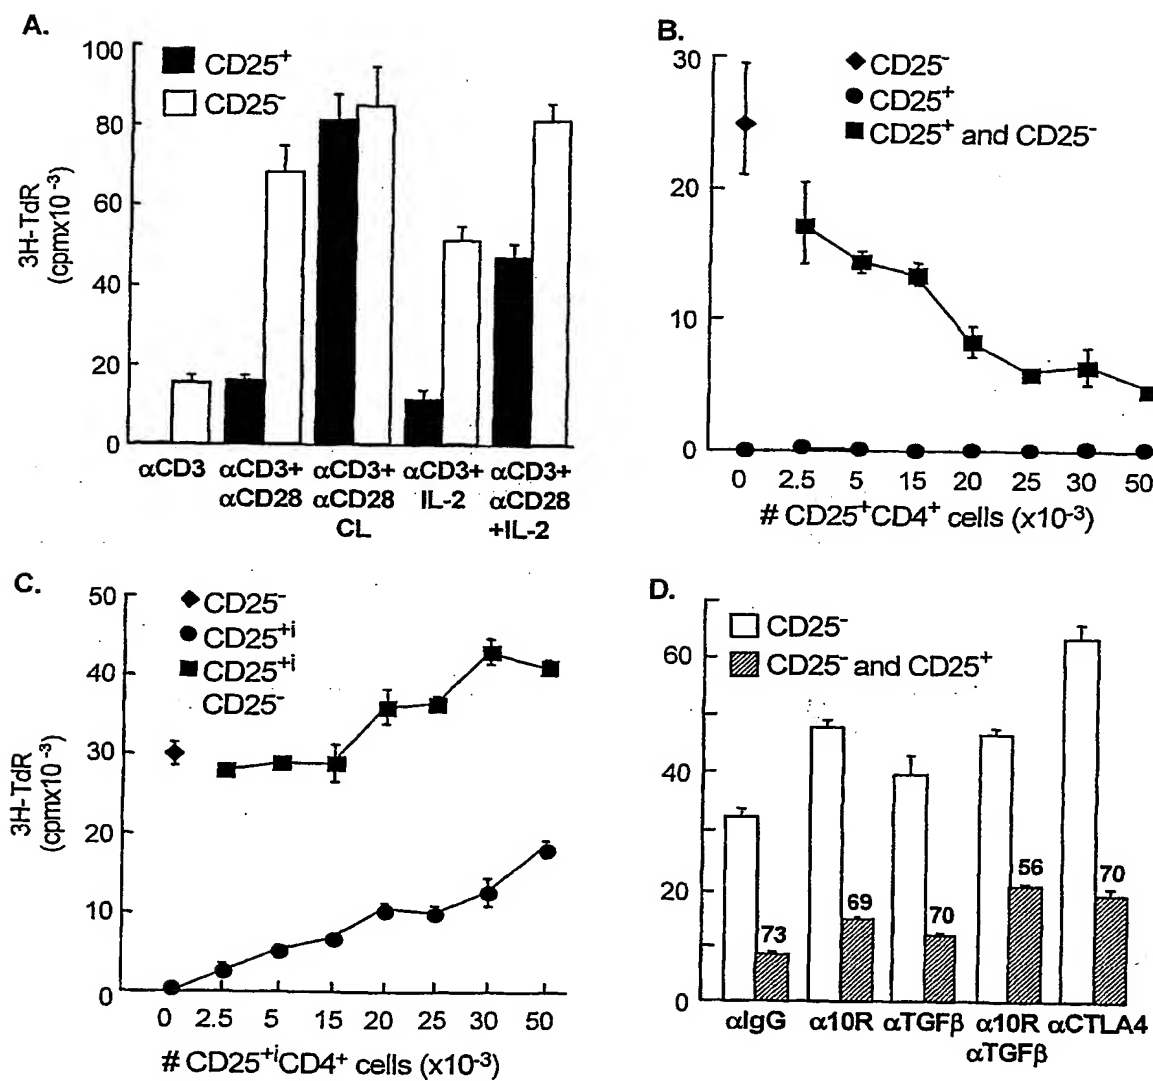 A.
100
80
60
40
20
0
3H-TdR
(cpmx10⁻³)
CD25⁺
CD25⁻
αCD3 αCD3+ αCD3+ αCD3+ αCD3+
αCD28 αCD28 IL-2 αCD28
CL +IL-2
B.
30
20
10
0
CD25⁻
CD25⁺
CD25⁺ and CD25⁻
0 2.5 5 15 20 25 30 50
# CD25⁺CD4⁺ cells (x10⁻³)
C.
50
40
30
20
10
0
3H-TdR
(cpmx10⁻³)
CD25⁻
CD25⁺ⁱ
CD25⁺ⁱ
CD25⁻
0 2.5 5 15 20 25 30 50
# CD25⁺ⁱCD4⁺ cells (x10⁻³)
D.
60
40
20
0
CD25⁻
CD25⁻ and CD25⁺
73 69 70 56 70
αIgG α10R αTGFβ α10R αCTLA4
αTGFβ